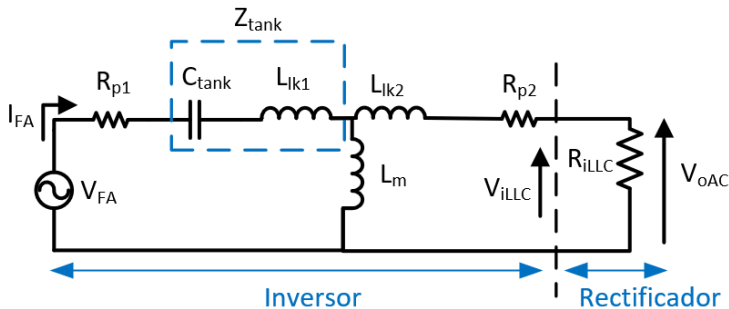 Z_tank
R_p1
C_tank
L_lk1
L_lk2
R_p2
I_FA
V_FA
L_m
V_iLLC
R_iLLC
V_oAC
Inversor
Rectificador